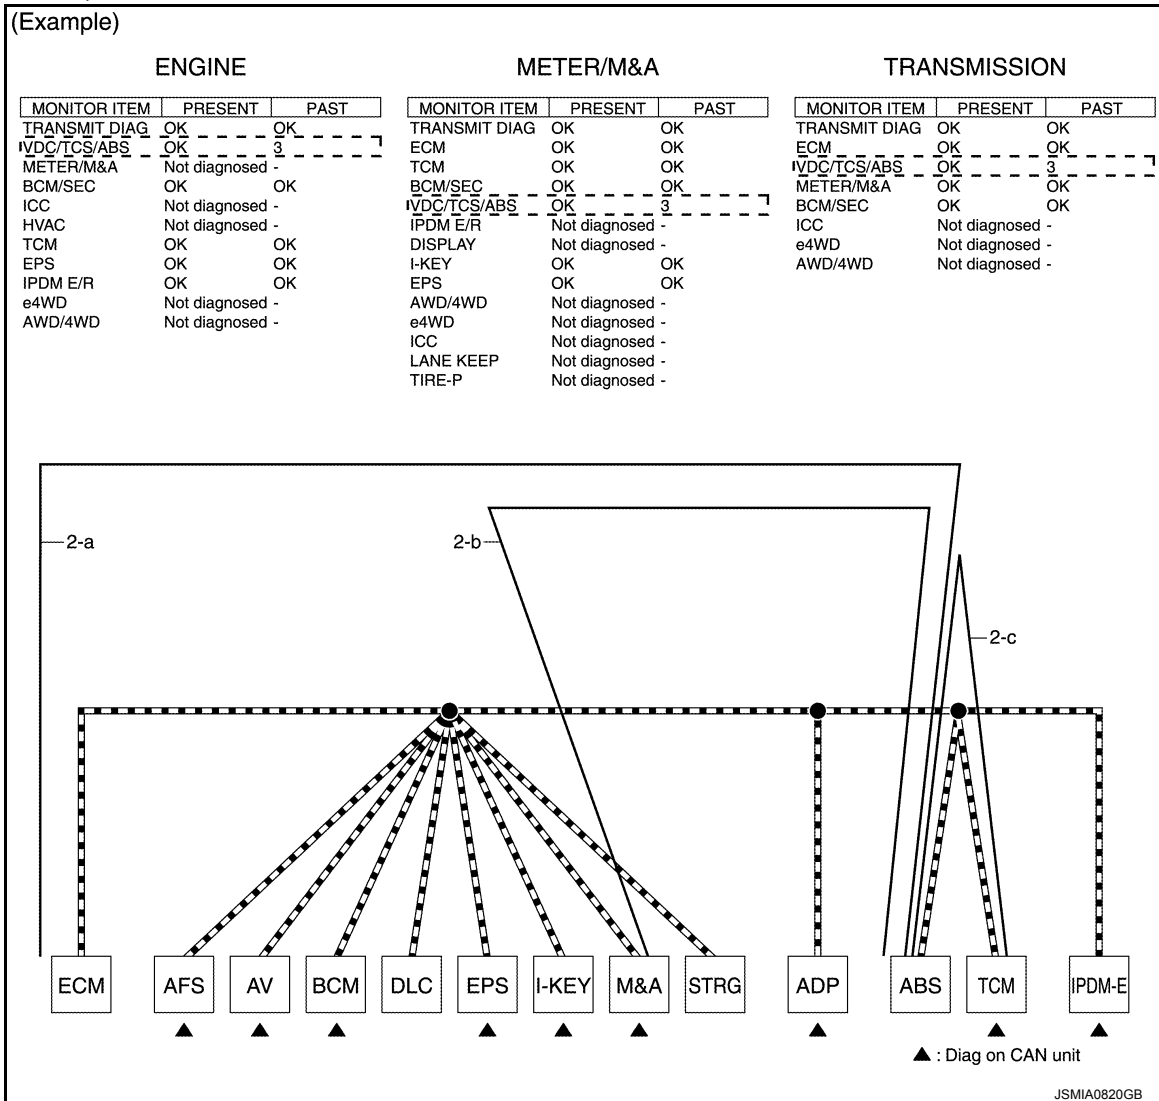 (Example)
ENGINE
MONITOR ITEM PRESENT PAST
TRANSMIT DIAG OK OK
VDC/TCS/ABS OK 3
METER/M&A Not diagnosed -
BCM/SEC OK OK
ICC Not diagnosed -
HVAC Not diagnosed -
TCM OK OK
EPS OK OK
IPDM E/R OK OK
e4WD Not diagnosed -
AWD/4WD Not diagnosed -
METER/M&A
MONITOR ITEM PRESENT PAST
TRANSMIT DIAG OK OK
ECM OK OK
TCM OK OK
BCM/SEC OK OK
VDC/TCS/ABS OK 3
IPDM E/R Not diagnosed -
DISPLAY Not diagnosed -
I-KEY OK OK
EPS OK OK
AWD/4WD Not diagnosed -
e4WD Not diagnosed -
ICC Not diagnosed -
LANE KEEP Not diagnosed -
TIRE-P Not diagnosed -
TRANSMISSION
MONITOR ITEM PRESENT PAST
TRANSMIT DIAG OK OK
ECM OK OK
VDC/TCS/ABS OK 3
METER/M&A OK OK
BCM/SEC OK OK
ICC Not diagnosed -
e4WD Not diagnosed -
AWD/4WD Not diagnosed -
2-a
2-b
2-c
ECM AFS AV BCM DLC EPS I-KEY M&A STRG ADP ABS TCM IPDM-E
▲ : Diag on CAN unit
JSMIA0820GB